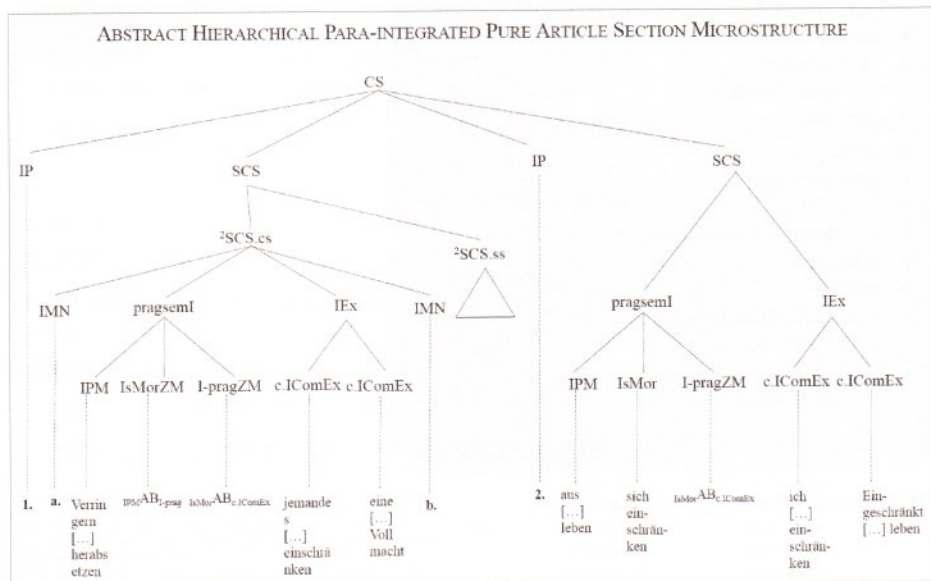 ABSTRACT HIERARCHICAL PARA-INTEGRATED PURE ARTICLE SECTION MICROSTRUCTURE
CS
IP SCS IP SCS
²SCS.cs ²SCS.ss
IMN pragsemI IEx IMN pragsemI IEx
IPM IsMorZM I-pragZM c.IComEx c.IComEx IPM IsMor I-pragZM c.IComEx c.IComEx
1. a. Verrin IPMABI-prag IsMorABc.IComEx jemande eine b. 2. aus sich IsMorABc.IComEx ich Ein-
gern s […] […] ein- […] geschränkt
[…] […] Voll leben schrän- ein- […] leben
herabs einschrä macht ken schrän-
etzen nken ken